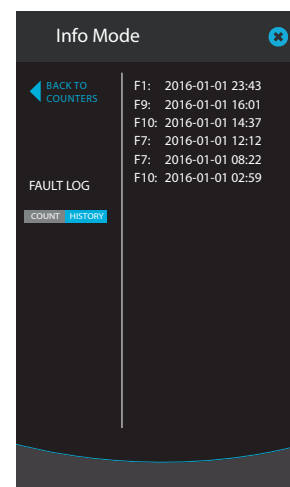 Info Mode
BACK TO
COUNTERS
FAULT LOG
COUNT HISTORY
F1: 2016-01-01 23:43
F9: 2016-01-01 16:01
F10: 2016-01-01 14:37
F7: 2016-01-01 12:12
F7: 2016-01-01 08:22
F10: 2016-01-01 02:59